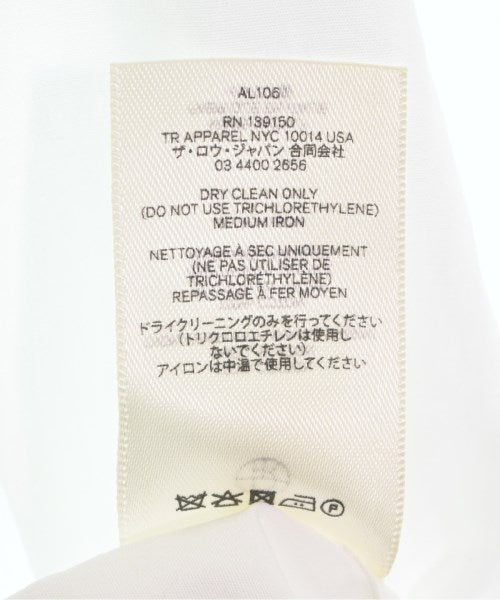 AL106
RN 139150
TR APPAREL NYC 10014 USA
ザ・ロウ・ジャパン 合同会社
03 4400 2656
DRY CLEAN ONLY
(DO NOT USE TRICHLORETHYLENE)
MEDIUM IRON
NETTOYAGE À SEC UNIQUEMENT
(NE PAS UTILISER DE
TRICHLORÉTHYLÈNE)
REPASSAGE À FER MOYEN
ドライクリーニングのみを行ってください
(トリクロロエチレンは使用し
ないでください)
アイロンは中温で使用してください
P